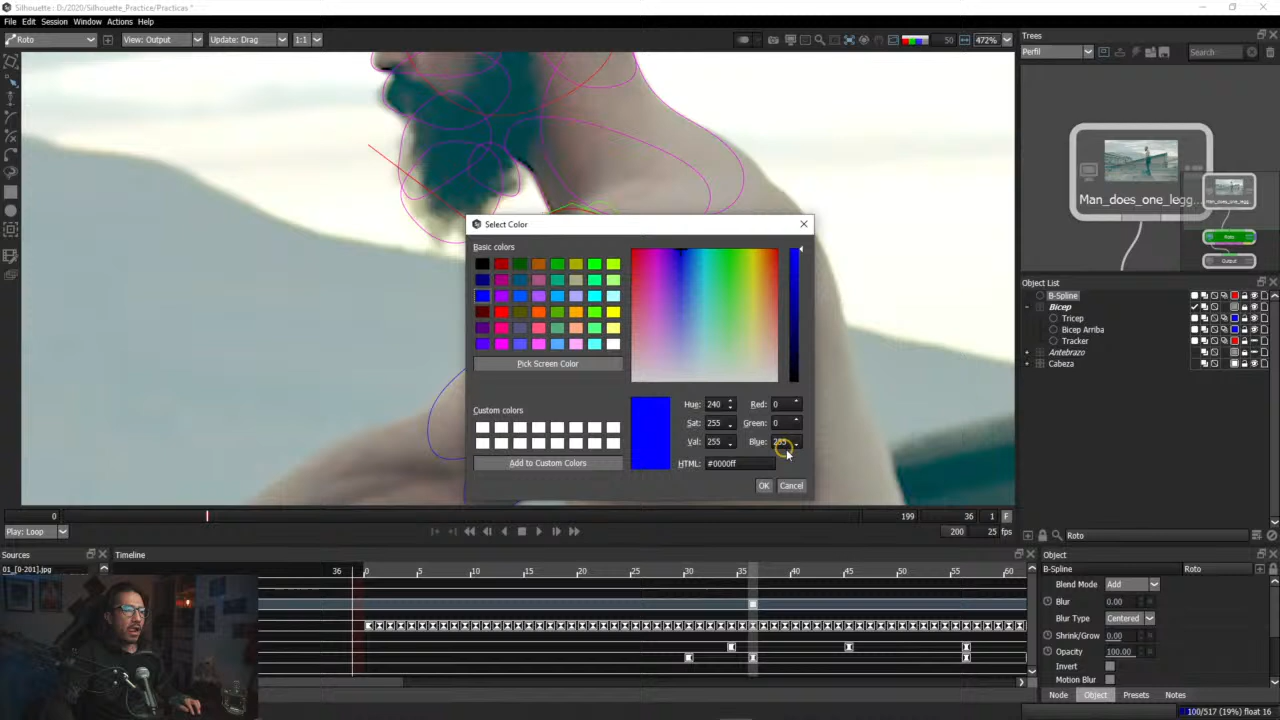 Silhouette : D:/2020/Silhouette_Practice/Practicas *
File Edit Session Window Actions Help
Roto View: Output Update: Drag 1:1 50 472%
Trees
Perfil Search
Man_does_one_legg...
Roto
Output
Select Color
Basic colors
Pick Screen Color
Custom colors
Add to Custom Colors
Hue: 240 Red: 0
Sat: 255 Green: 0
Val: 255 Blue: 255
HTML: #0000ff
OK Cancel
Object List
B-Spline
Bicep
Tricep
Bicep Arriba
Tracker
Antebrazo
Cabeza
0 199 36 1 F
Play: Loop 200 25 fps
Roto
Sources Timeline Object
01_[0-201].jpg 36 0 5 10 15 20 25 30 35 40 45 50 55 60
B-Spline Roto
Blend Mode Add
Blur 0.00
Blur Type Centered
Shrink/Grow 0.00
Opacity 100.00
Invert
Motion Blur
Node Object Presets Notes
100/517 (19%) float 16